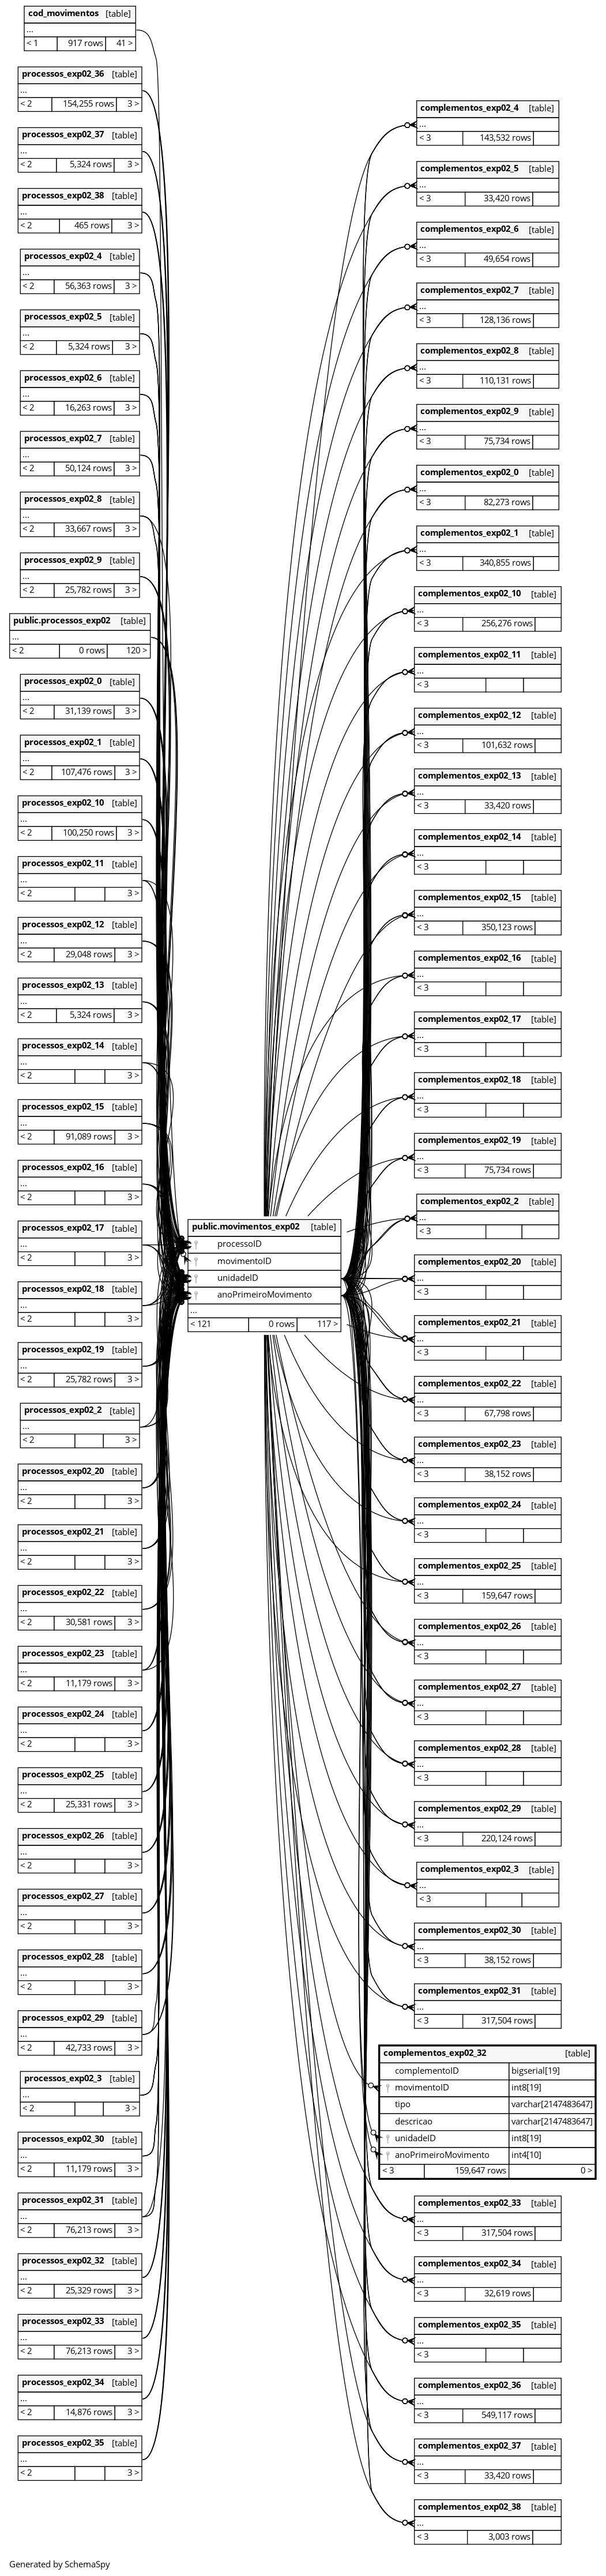 cod_movimentos [table]
...
< 1 917 rows 41 >
processos_exp02_36 [table]
...
< 2 154,255 rows 3 >
processos_exp02_37 [table]
...
< 2 5,324 rows 3 >
processos_exp02_38 [table]
...
< 2 465 rows 3 >
processos_exp02_4 [table]
...
< 2 56,363 rows 3 >
processos_exp02_5 [table]
...
< 2 5,324 rows 3 >
processos_exp02_6 [table]
...
< 2 16,263 rows 3 >
processos_exp02_7 [table]
...
< 2 50,124 rows 3 >
processos_exp02_8 [table]
...
< 2 33,667 rows 3 >
processos_exp02_9 [table]
...
< 2 25,782 rows 3 >
public.processos_exp02 [table]
...
< 2 0 rows 120 >
processos_exp02_0 [table]
...
< 2 31,139 rows 3 >
processos_exp02_1 [table]
...
< 2 107,476 rows 3 >
processos_exp02_10 [table]
...
< 2 100,250 rows 3 >
processos_exp02_11 [table]
...
< 2 3 >
processos_exp02_12 [table]
...
< 2 29,048 rows 3 >
processos_exp02_13 [table]
...
< 2 5,324 rows 3 >
processos_exp02_14 [table]
...
< 2 3 >
processos_exp02_15 [table]
...
< 2 91,089 rows 3 >
processos_exp02_16 [table]
...
< 2 3 >
processos_exp02_17 [table]
...
< 2 3 >
processos_exp02_18 [table]
...
< 2 3 >
processos_exp02_19 [table]
...
< 2 25,782 rows 3 >
processos_exp02_2 [table]
...
< 2 3 >
processos_exp02_20 [table]
...
< 2 3 >
processos_exp02_21 [table]
...
< 2 3 >
processos_exp02_22 [table]
...
< 2 30,581 rows 3 >
processos_exp02_23 [table]
...
< 2 11,179 rows 3 >
processos_exp02_24 [table]
...
< 2 3 >
processos_exp02_25 [table]
...
< 2 25,331 rows 3 >
processos_exp02_26 [table]
...
< 2 3 >
processos_exp02_27 [table]
...
< 2 3 >
processos_exp02_28 [table]
...
< 2 3 >
processos_exp02_29 [table]
...
< 2 42,733 rows 3 >
processos_exp02_3 [table]
...
< 2 3 >
processos_exp02_30 [table]
...
< 2 11,179 rows 3 >
processos_exp02_31 [table]
...
< 2 76,213 rows 3 >
processos_exp02_32 [table]
...
< 2 25,329 rows 3 >
processos_exp02_33 [table]
...
< 2 76,213 rows 3 >
processos_exp02_34 [table]
...
< 2 14,876 rows 3 >
processos_exp02_35 [table]
...
< 2 3 >
public.movimentos_exp02 [table]
processoID
movimentoID
unidadeID
anoPrimeiroMovimento
...
< 121 0 rows 117 >
complementos_exp02_4 [table]
...
< 3 143,532 rows
complementos_exp02_5 [table]
...
< 3 33,420 rows
complementos_exp02_6 [table]
...
< 3 49,654 rows
complementos_exp02_7 [table]
...
< 3 128,136 rows
complementos_exp02_8 [table]
...
< 3 110,131 rows
complementos_exp02_9 [table]
...
< 3 75,734 rows
complementos_exp02_0 [table]
...
< 3 82,273 rows
complementos_exp02_1 [table]
...
< 3 340,855 rows
complementos_exp02_10 [table]
...
< 3 256,276 rows
complementos_exp02_11 [table]
...
< 3
complementos_exp02_12 [table]
...
< 3 101,632 rows
complementos_exp02_13 [table]
...
< 3 33,420 rows
complementos_exp02_14 [table]
...
< 3
complementos_exp02_15 [table]
...
< 3 350,123 rows
complementos_exp02_16 [table]
...
< 3
complementos_exp02_17 [table]
...
< 3
complementos_exp02_18 [table]
...
< 3
complementos_exp02_19 [table]
...
< 3 75,734 rows
complementos_exp02_2 [table]
...
< 3
complementos_exp02_20 [table]
...
< 3
complementos_exp02_21 [table]
...
< 3
complementos_exp02_22 [table]
...
< 3 67,798 rows
complementos_exp02_23 [table]
...
< 3 38,152 rows
complementos_exp02_24 [table]
...
< 3
complementos_exp02_25 [table]
...
< 3 159,647 rows
complementos_exp02_26 [table]
...
< 3
complementos_exp02_27 [table]
...
< 3
complementos_exp02_28 [table]
...
< 3
complementos_exp02_29 [table]
...
< 3 220,124 rows
complementos_exp02_3 [table]
...
< 3
complementos_exp02_30 [table]
...
< 3 38,152 rows
complementos_exp02_31 [table]
...
< 3 317,504 rows
complementos_exp02_32 [table]
complementoID bigserial[19]
movimentoID int8[19]
tipo varchar[2147483647]
descricao varchar[2147483647]
unidadeID int8[19]
anoPrimeiroMovimento int4[10]
< 3 159,647 rows 0 >
complementos_exp02_33 [table]
...
< 3 317,504 rows
complementos_exp02_34 [table]
...
< 3 32,619 rows
complementos_exp02_35 [table]
...
< 3
complementos_exp02_36 [table]
...
< 3 549,117 rows
complementos_exp02_37 [table]
...
< 3 33,420 rows
complementos_exp02_38 [table]
...
< 3 3,003 rows
Generated by SchemaSpy